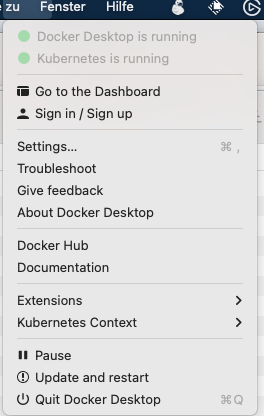 e zu Fenster Hilfe
Docker Desktop is running
Kubernetes is running
Go to the Dashboard
Sign in / Sign up
Settings... ⌘ ,
Troubleshoot
Give feedback
About Docker Desktop
Docker Hub
Documentation
Extensions
Kubernetes Context
Pause
Update and restart
Quit Docker Desktop ⌘Q